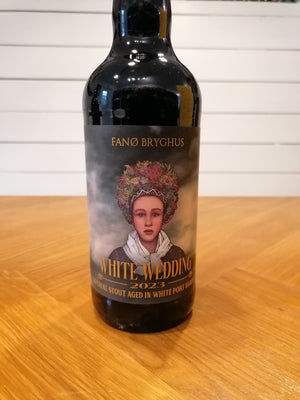 FANØ BRYGHUS
WHITE WEDDING
2023
STOUT AGED IN WHITE PORT